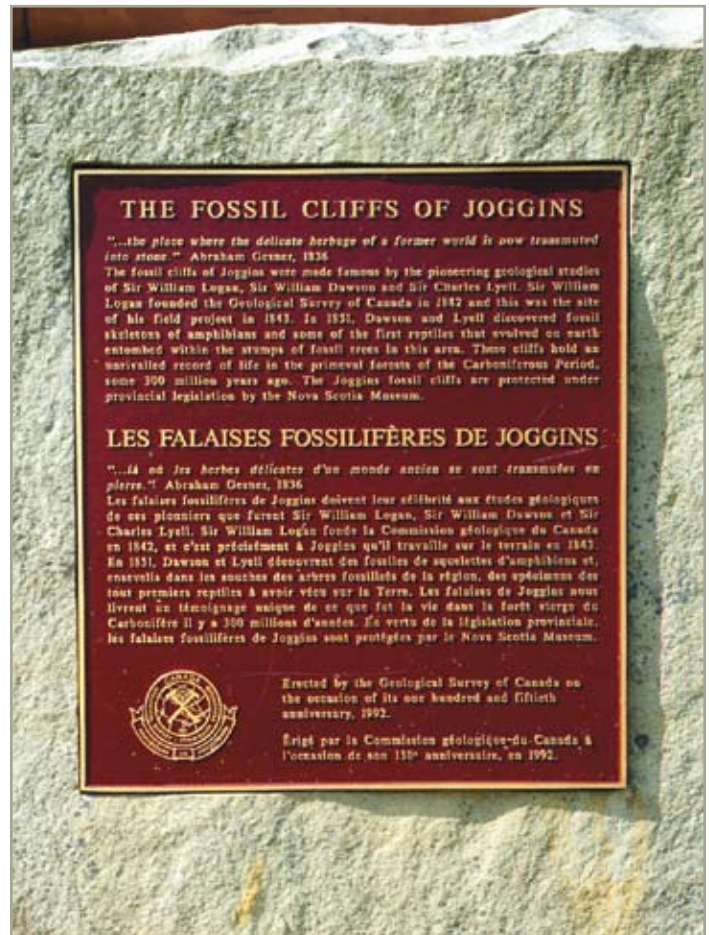 THE FOSSIL CLIFFS OF JOGGINS
"...the place where the delicate herbage of a former world is now transmuted
into stone." Abraham Gesner, 1836
The fossil cliffs of Joggins were made famous by the pioneering geological studies
of Sir William Logan, Sir William Dawson and Sir Charles Lyell. Sir William
Logan founded the Geological Survey of Canada in 1842 and this was the site
of his field project in 1843. In 1851, Dawson and Lyell discovered fossil
skeletons of amphibians and some of the first reptiles that evolved on earth
entombed within the stumps of fossil trees in this area. These cliffs hold an
unrivalled record of life in the primeval forests of the Carboniferous Period,
some 300 million years ago. The Joggins fossil cliffs are protected under
provincial legislation by the Nova Scotia Museum.
LES FALAISES FOSSILIFÈRES DE JOGGINS
"...là où les herbes délicates d'un monde ancien se sont transmuées en
pierre." Abraham Gesner, 1836
Les falaises fossilifères de Joggins doivent leur célébrité aux études géologiques
de ces pionniers que furent Sir William Logan, Sir William Dawson et Sir
Charles Lyell. Sir William Logan fonde la Commission géologique du Canada
en 1842, et c'est précisément à Joggins qu'il travaille sur le terrain en 1843.
En 1851, Dawson et Lyell découvrent des fossiles de squelettes d'amphibiens et,
ensevelis dans les souches des arbres fossilisés de la région, des spécimens des
tout premiers reptiles à avoir vécu sur la Terre. Les falaises de Joggins nous
livrent un témoignage unique de ce que fut la vie dans la forêt vierge du
Carbonifère il y a 300 millions d'années. En vertu de la législation provinciale,
les falaises fossilifères de Joggins sont protégées par le Nova Scotia Museum.
CANADA
Erected by the Geological Survey of Canada on
the occasion of its one hundred and fiftieth
anniversary, 1992.
Érigé par la Commission géologique du Canada à
l'occasion de son 150e anniversaire, en 1992.